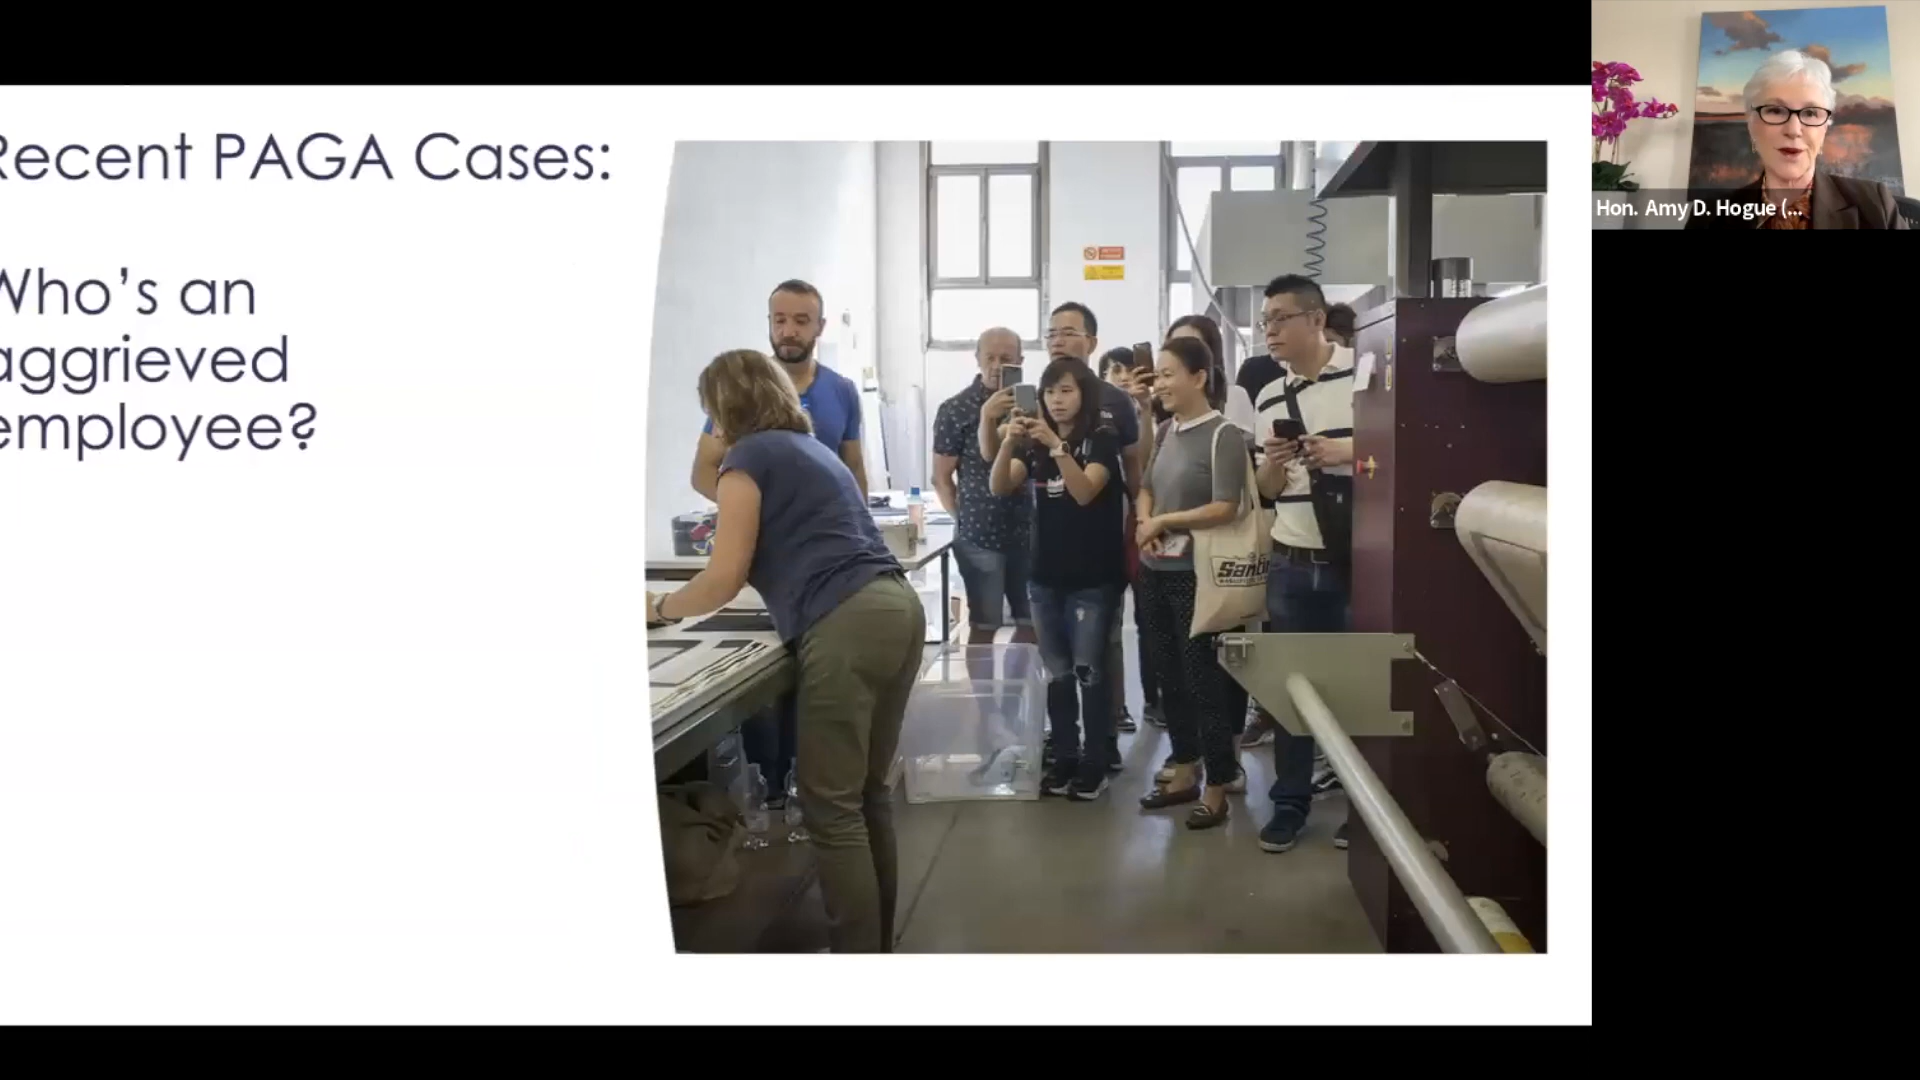 Recent PAGA Cases:
Who's an
aggrieved
employee?
Hon. Amy D. Hogue (...